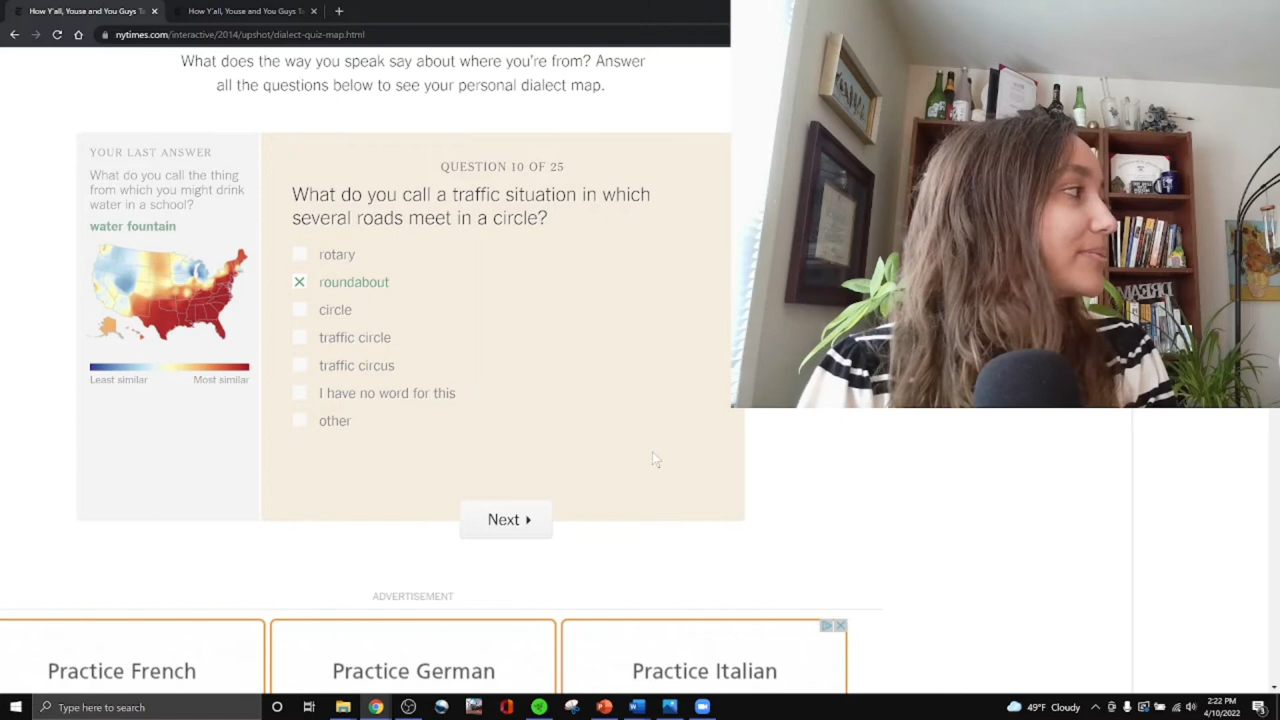 How Y'all, Youse and You Guys Ta
How Y'all, Youse and You Guys Ta
nytimes.com/interactive/2014/upshot/dialect-quiz-map.html
What does the way you speak say about where you're from? Answer
all the questions below to see your personal dialect map.
YOUR LAST ANSWER
What do you call the thing
from which you might drink
water in a school?
water fountain
Least similar
Most similar
QUESTION 10 OF 25
What do you call a traffic situation in which
several roads meet in a circle?
rotary
roundabout
circle
traffic circle
traffic circus
I have no word for this
other
Next
ADVERTISEMENT
Practice French
Practice German
Practice Italian
DREAM
Type here to search
49°F Cloudy
2:22 PM
4/10/2022